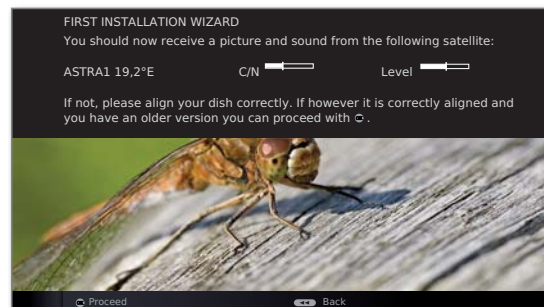 FIRST INSTALLATION WIZARD
You should now receive a picture and sound from the following satellite:
ASTRA1 19,2°E C/N Level
If not, please align your dish correctly. If however it is correctly aligned and
you have an older version you can proceed with OK .
Proceed Back